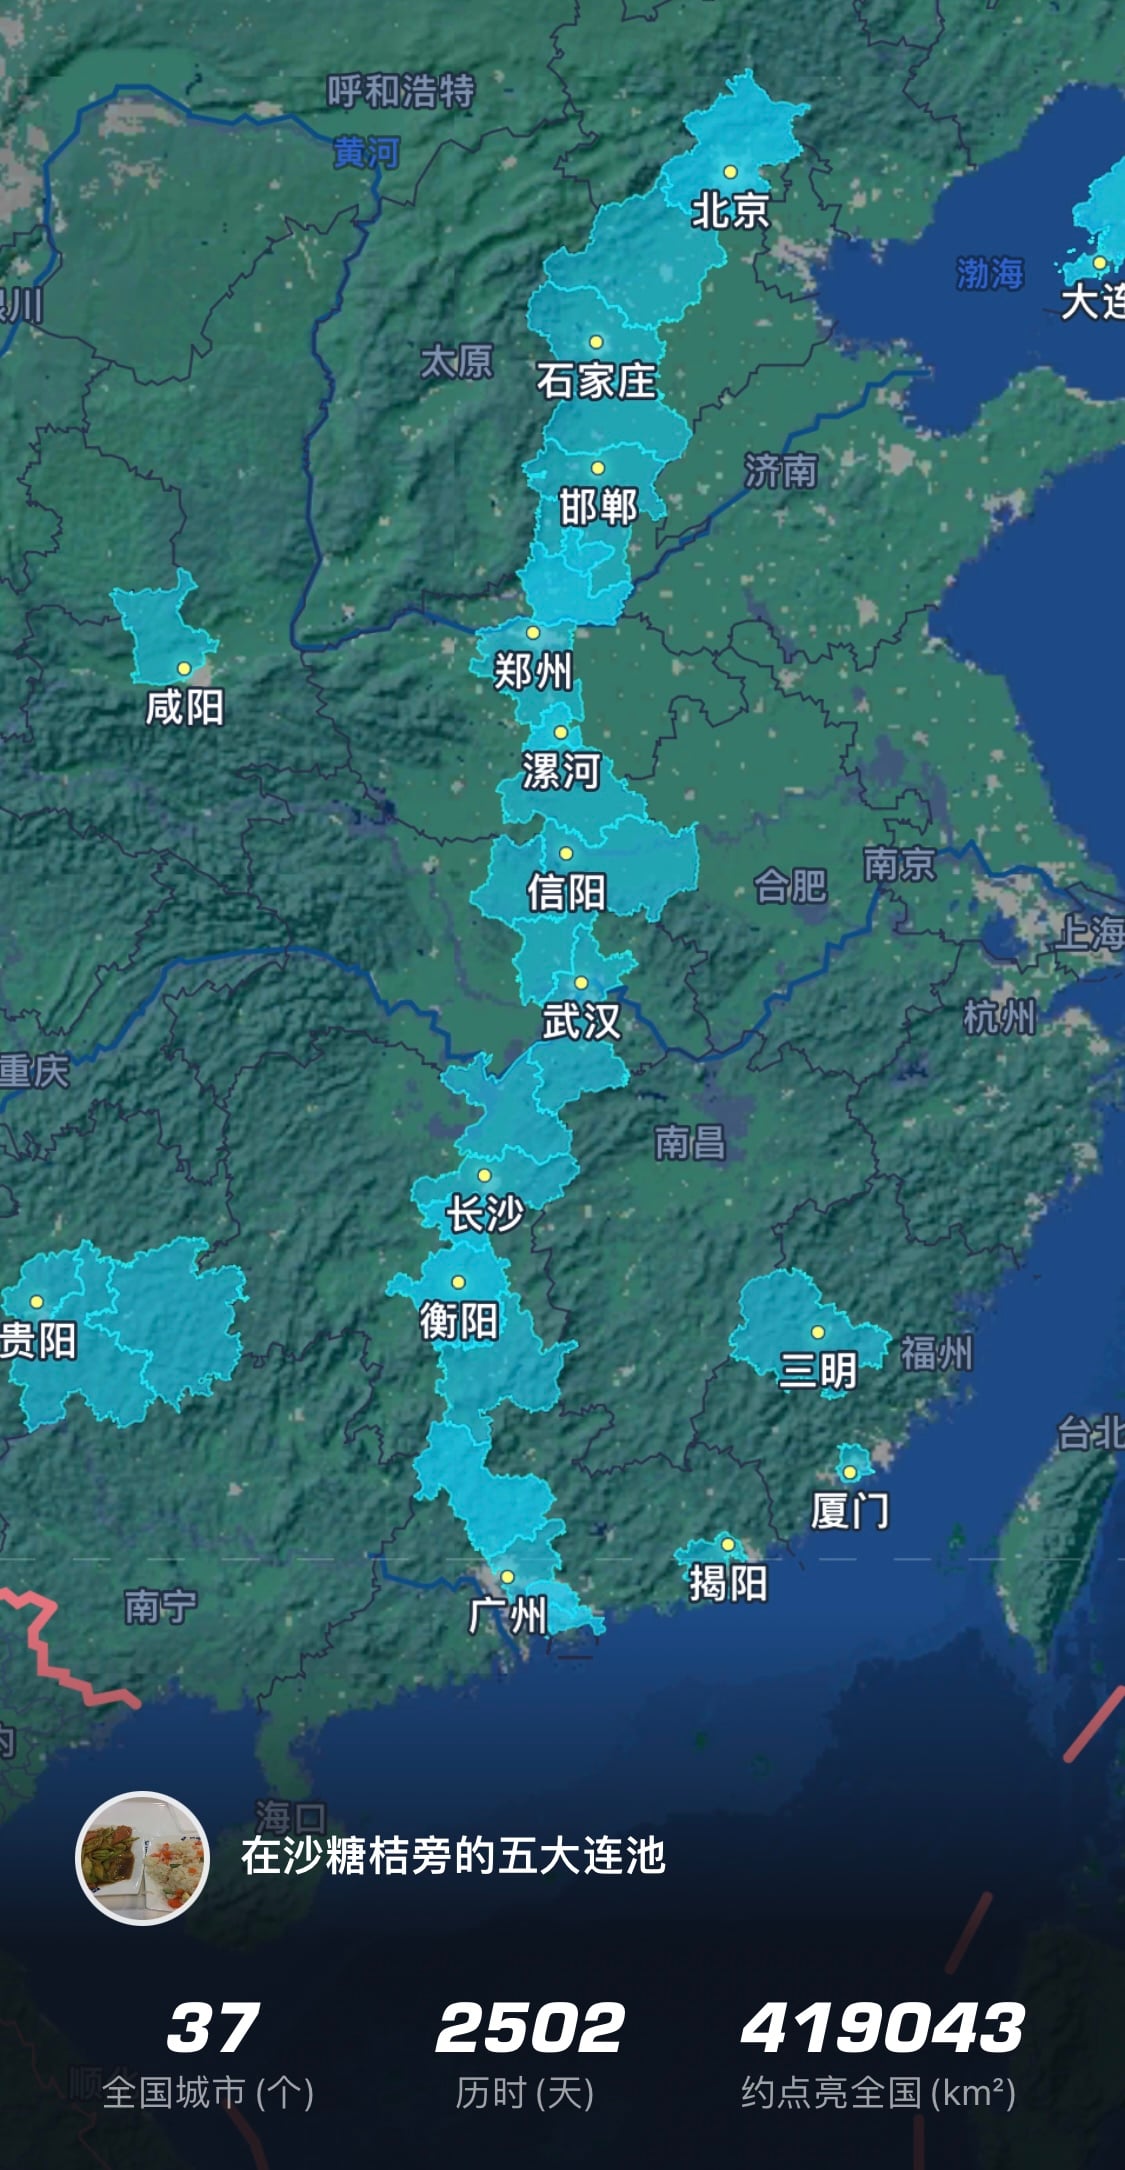 呼和浩特
黄河
北京
渤海
大连
川
太原
石家庄
济南
邯郸
郑州
咸阳
漯河
南京
合肥
信阳
上海
武汉
杭州
重庆
南昌
长沙
衡阳
贵阳
三明
福州
台北
厦门
揭阳
南宁
广州
内
海口
在沙糖桔旁的五大连池
37
2502
419043
顺
全国城市(个)
历时(天)
约点亮全国(km²)